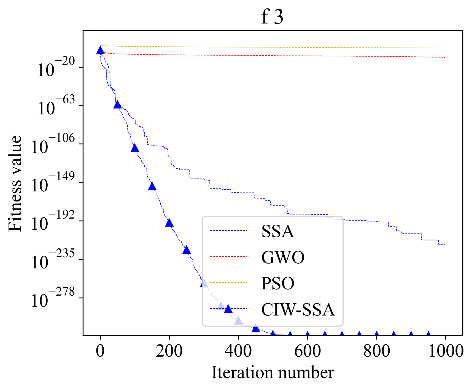 f 3
Fitness value
10^{-20}
10^{-63}
10^{-106}
10^{-149}
10^{-192}
10^{-235}
10^{-278}
SSA
GWO
PSO
CIW-SSA
0 200 400 600 800 1000
Iteration number